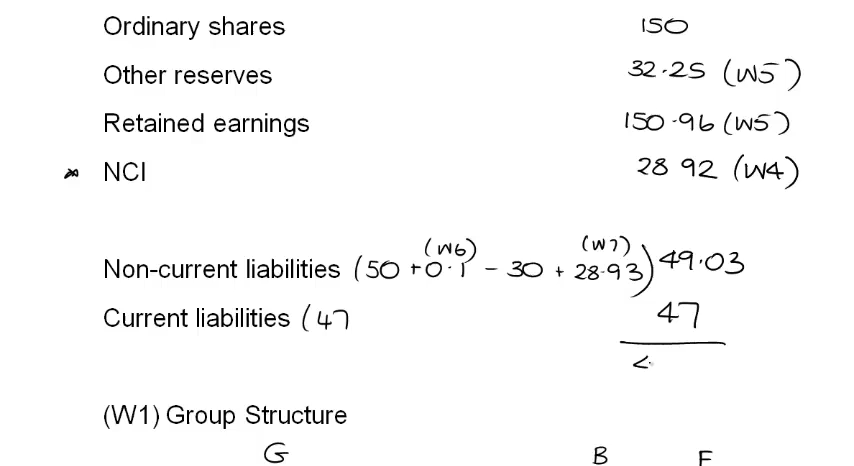 Ordinary shares 150
Other reserves 32.25 (W5)
Retained earnings 150.96 (W5)
* NCI 28 92 (W4)
(W6) (W7)
Non-current liabilities (50 +0.1 - 30 + 28.93) 49.03
Current liabilities (47 47
(W1) Group Structure
G B F